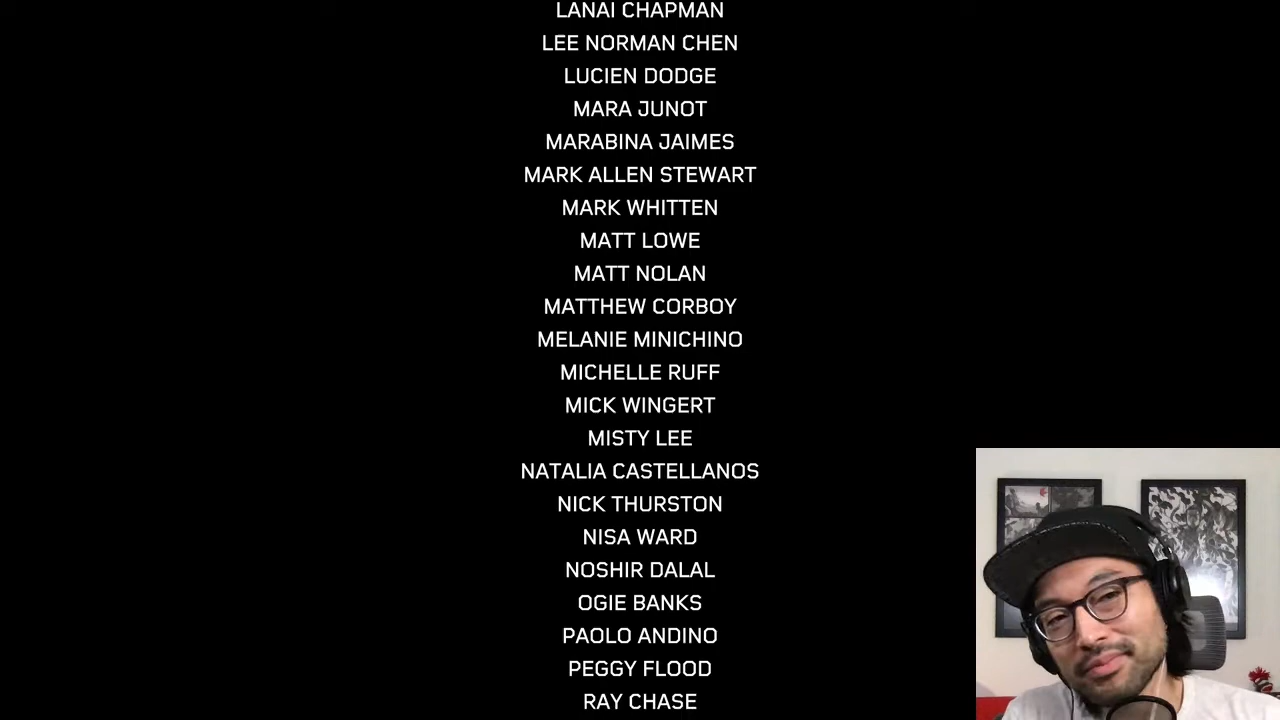 LANAI CHAPMAN
LEE NORMAN CHEN
LUCIEN DODGE
MARA JUNOT
MARABINA JAIMES
MARK ALLEN STEWART
MARK WHITTEN
MATT LOWE
MATT NOLAN
MATTHEW CORBOY
MELANIE MINICHINO
MICHELLE RUFF
MICK WINGERT
MISTY LEE
NATALIA CASTELLANOS
NICK THURSTON
NISA WARD
NOSHIR DALAL
OGIE BANKS
PAOLO ANDINO
PEGGY FLOOD
RAY CHASE